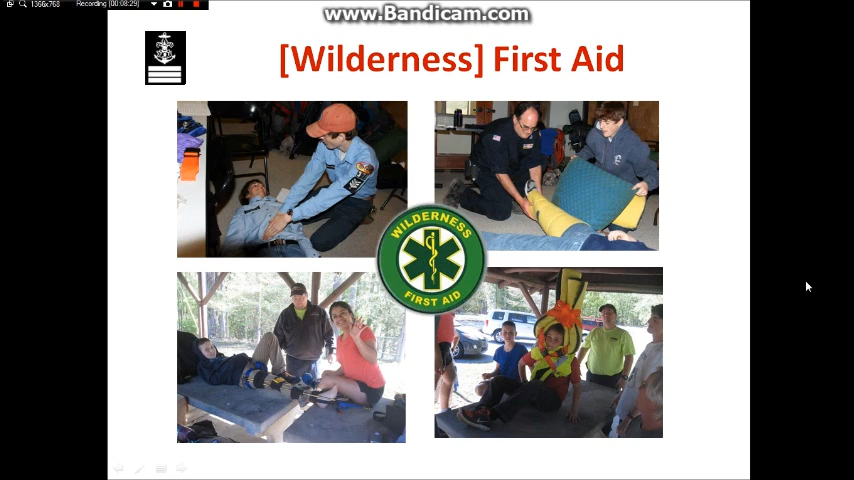 1366x768
Recording [00:08:29]
www.Bandicam.com
[Wilderness] First Aid
WILDERNESS
FIRST AID